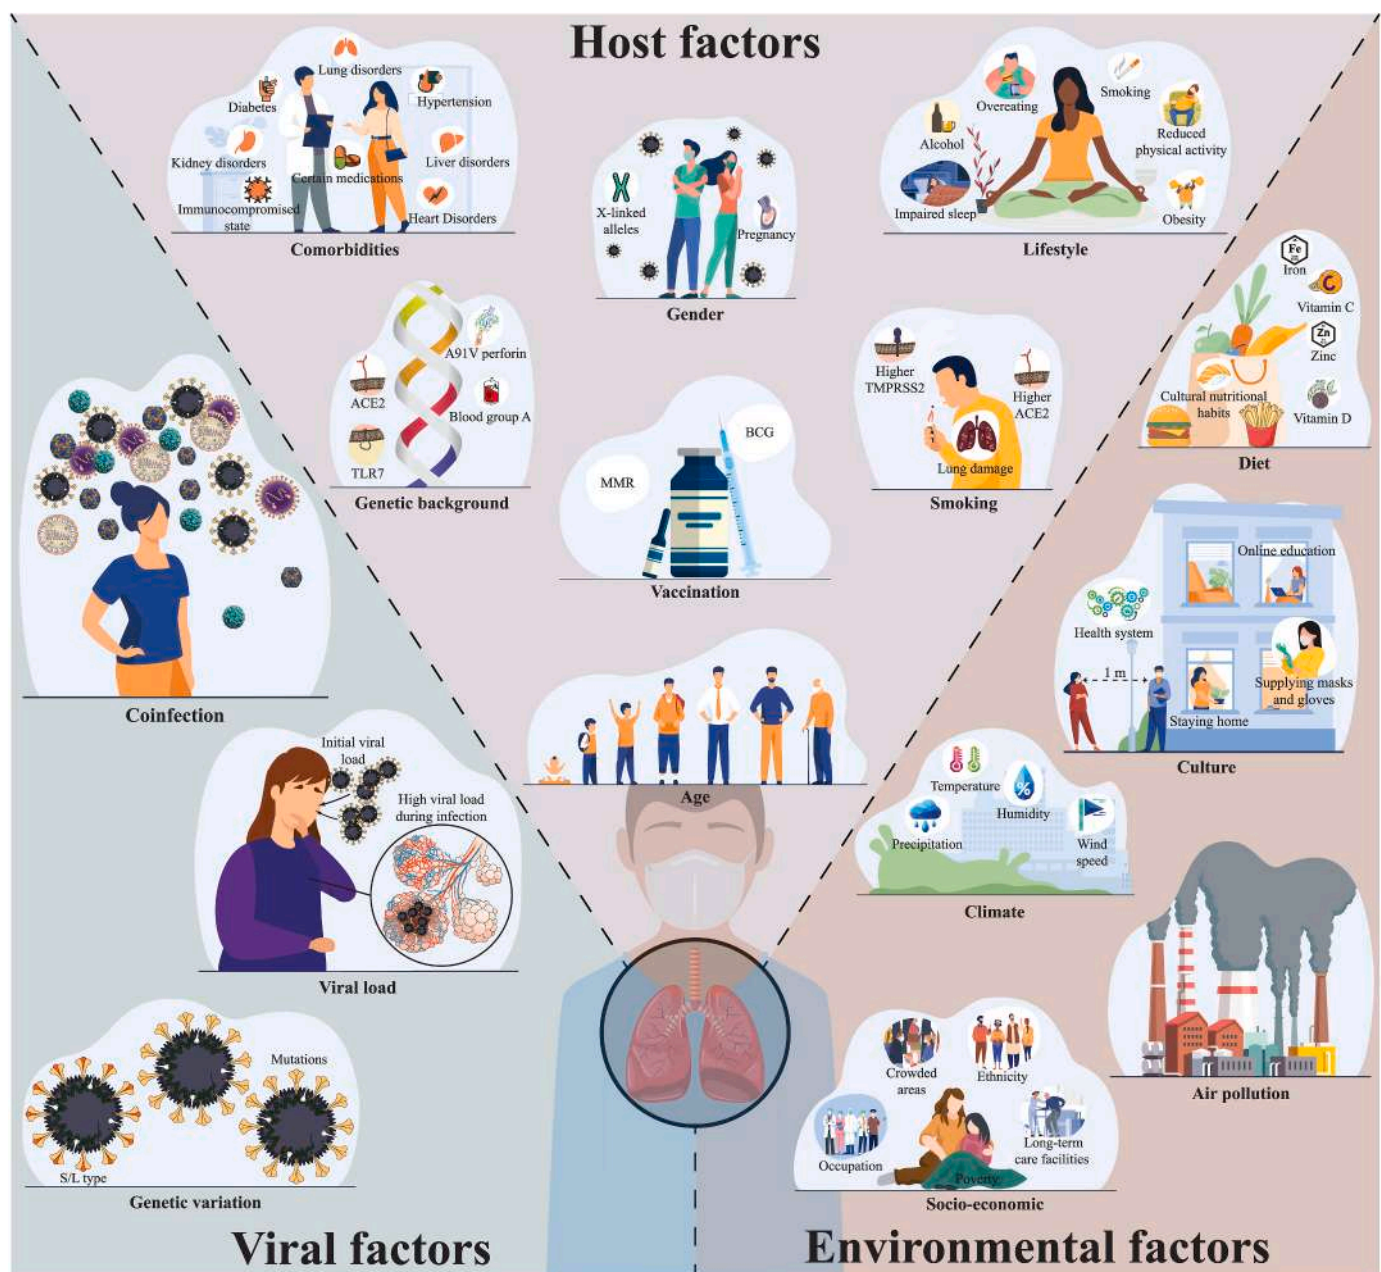 Host factors
Lung disorders
Diabetes
Hypertension
Kidney disorders
Liver disorders
Certain medications
Immunocompromised
state
Heart Disorders
Comorbidities
X-linked
alleles
Pregnancy
Gender
Overeating
Smoking
Alcohol
Reduced
physical activity
Impaired sleep
Obesity
Lifestyle
A91V perforin
ACE2
Blood group A
TLR7
Genetic background
BCG
MMR
Vaccination
Higher
TMPRSS2
Higher
ACE2
Lung damage
Smoking
Age
Fe
Iron
C
Vitamin C
Zn
Zinc
Cultural nutritional
habits
Vitamin D
Diet
Online education
Health system
1 m
Supplying masks
and gloves
Staying home
Culture
Temperature
%
Humidity
Precipitation
Wind
speed
Climate
Air pollution
Crowded
areas
Ethnicity
Occupation
Long-term
care facilities
Poverty
Socio-economic
Environmental factors
Coinfection
Initial viral
load
High viral load
during infection
Viral load
Mutations
S/L type
Genetic variation
Viral factors